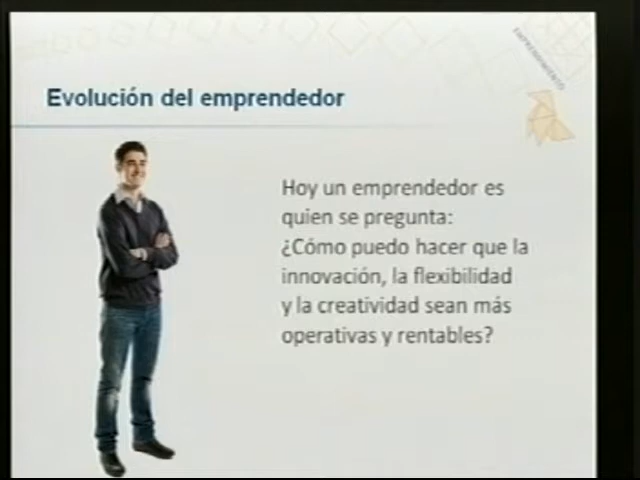 EMPRENDIMIENTO
Evolución del emprendedor
Hoy un emprendedor es
quien se pregunta:
¿Cómo puedo hacer que la
innovación, la flexibilidad
y la creatividad sean más
operativas y rentables?